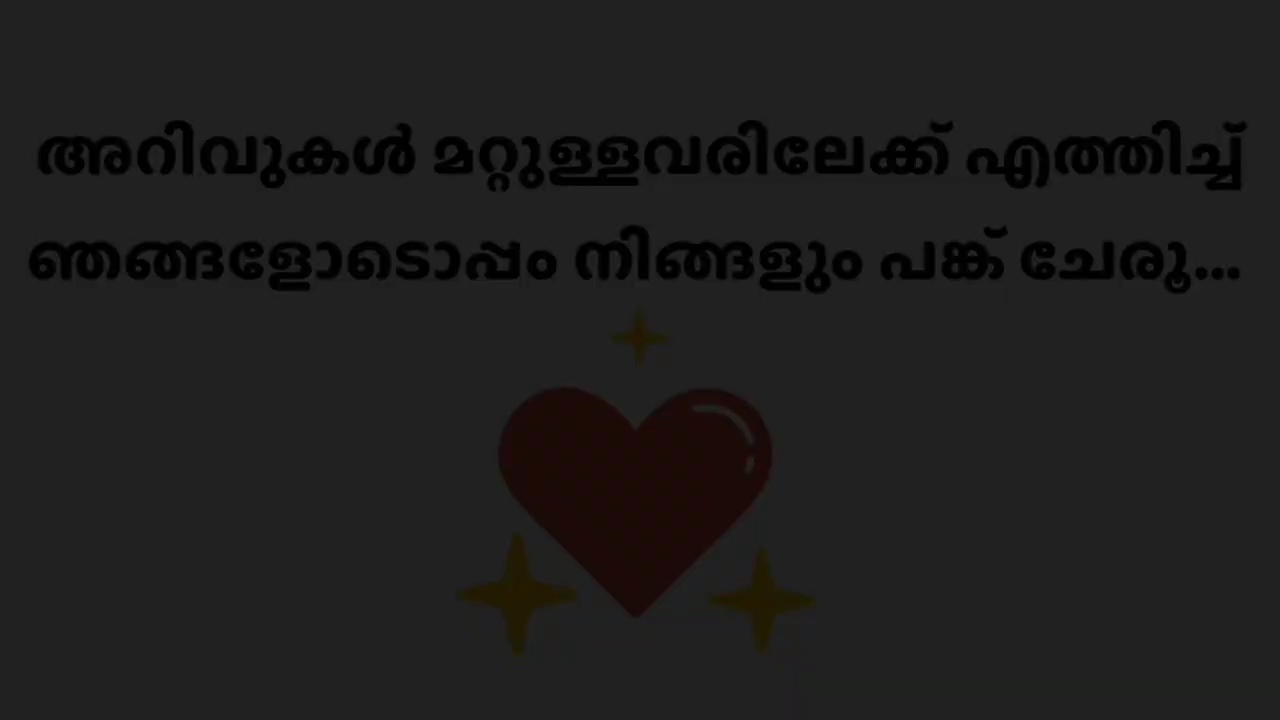 അറിവുകൾ മറ്റുള്ളവരിലേക്ക് എത്തിച്ച്
ഞങ്ങളോടൊപ്പം നിങ്ങളും പങ്ക് ചേരൂ...